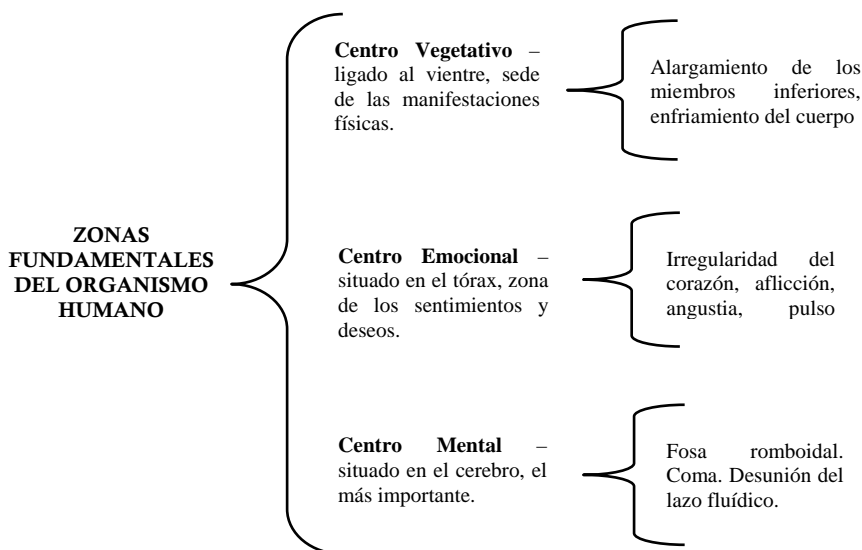 ZONAS
FUNDAMENTALES
DEL ORGANISMO
HUMANO
Centro Vegetativo –
ligado al vientre, sede
de las manifestaciones
físicas.
Alargamiento de los
miembros inferiores,
enfriamiento del cuerpo
Centro Emocional –
situado en el tórax, zona
de los sentimientos y
deseos.
Irregularidad del
corazón, aflicción,
angustia, pulso
Centro Mental –
situado en el cerebro, el
más importante.
Fosa romboidal.
Coma. Desunión del
lazo fluídico.